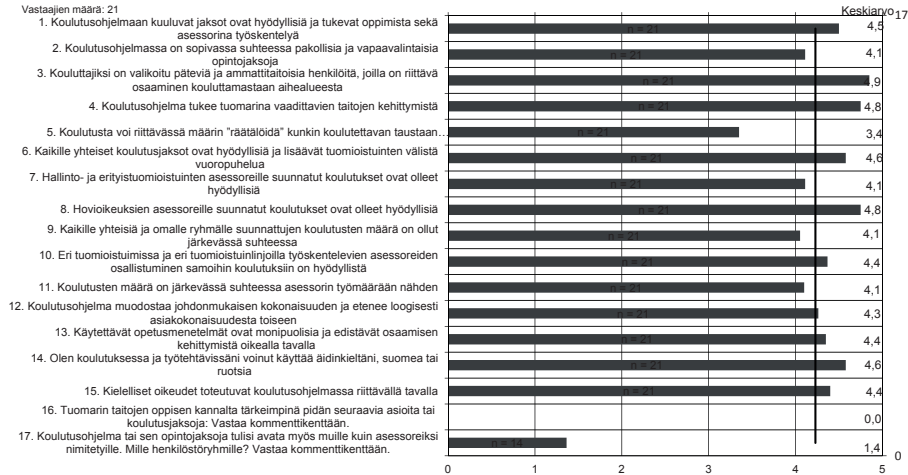 Vastaajien määrä: 21
Keskiarvo
17
1. Koulutusohjelmaan kuuluvat jaksot ovat hyödyllisiä ja tukevat oppimista sekä
asessorina työskentelyä
n = 21
4,5
2. Koulutusohjelmassa on sopivassa suhteessa pakollisia ja vapaavalintaisia
opintojaksoja
n = 21
4,1
3. Kouluttajiksi on valikoitu päteviä ja ammattitaitoisia henkilöitä, joilla on riittävä
osaaminen kouluttamastaan aihealueesta
n = 21
4,9
4. Koulutusohjelma tukee tuomarina vaadittavien taitojen kehittymistä
n = 21
4,8
5. Koulutusta voi riittävässä määrin "räätälöidä" kunkin koulutettavan taustaan…
n = 21
3,4
6. Kaikille yhteiset koulutusjaksot ovat hyödyllisiä ja lisäävät tuomioistuinten välistä
vuoropuhelua
n = 21
4,6
7. Hallinto- ja erityistuomioistuinten asessoreille suunnatut koulutukset ovat olleet
hyödyllisiä
n = 21
4,1
8. Hovioikeuksien asessoreille suunnatut koulutukset ovat olleet hyödyllisiä
n = 21
4,8
9. Kaikille yhteisiä ja omalle ryhmälle suunnattujen koulutusten määrä on ollut
järkevässä suhteessa
n = 21
4,1
10. Eri tuomioistuimissa ja eri tuomioistuinlinjoilla työskentelevien asessoreiden
osallistuminen samoihin koulutuksiin on hyödyllistä
n = 21
4,4
11. Koulutusten määrä on järkevässä suhteessa asessorin työmäärään nähden
n = 21
4,1
12. Koulutusohjelma muodostaa johdonmukaisen kokonaisuuden ja etenee loogisesti
asiakokonaisuudesta toiseen
n = 21
4,3
13. Käytettävät opetusmenetelmät ovat monipuolisia ja edistävät osaamisen
kehittymistä oikealla tavalla
n = 21
4,4
14. Olen koulutuksessa ja työtehtävissäni voinut käyttää äidinkieltäni, suomea tai
ruotsia
n = 21
4,6
15. Kielelliset oikeudet toteutuvat koulutusohjelmassa riittävällä tavalla
n = 21
4,4
16. Tuomarin taitojen oppisen kannalta tärkeimpinä pidän seuraavia asioita tai
koulutusjaksoja: Vastaa kommenttikenttään.
0,0
17. Koulutusohjelma tai sen opintojaksoja tulisi avata myös muille kuin asessoreiksi
nimitetyille. Mille henkilöstöryhmille? Vastaa kommenttikenttään.
n = 14
1,4
0
0 1 2 3 4 5